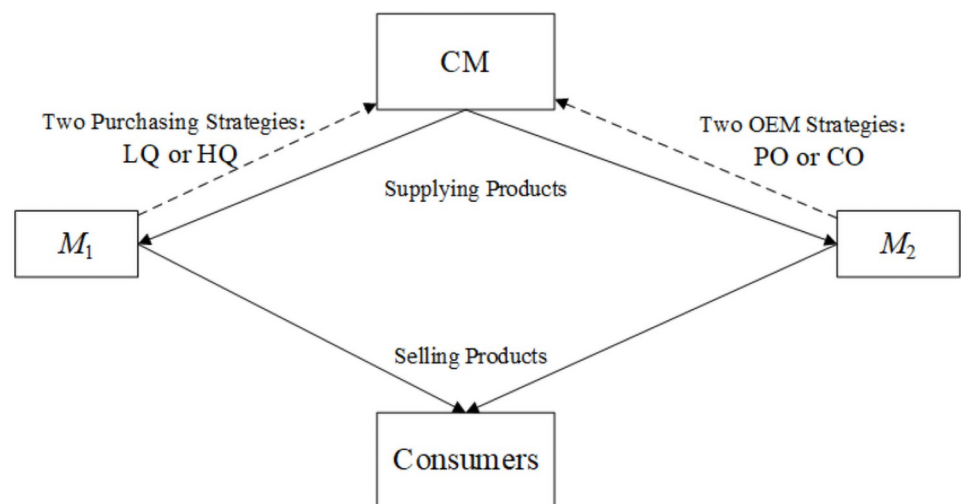 CM
Two Purchasing Strategies:
LQ or HQ
Two OEM Strategies:
PO or CO
Supplying Products
M₁
M₂
Selling Products
Consumers